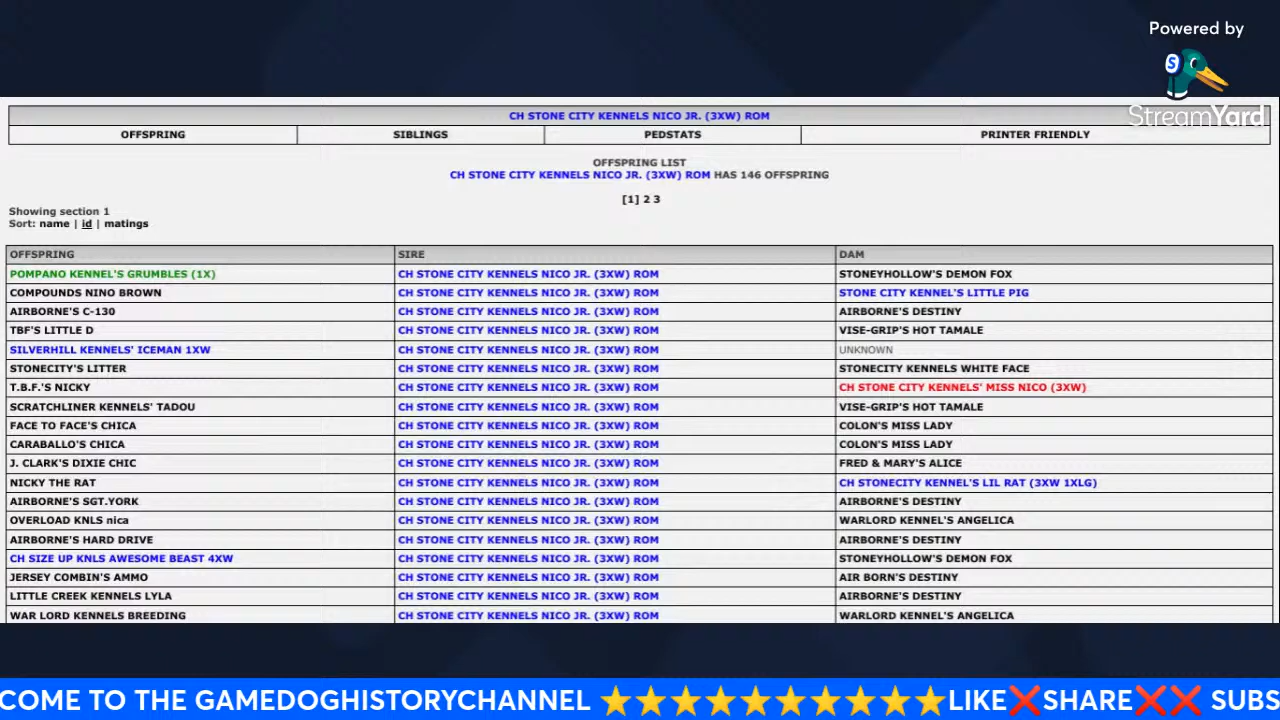 Powered by
StreamYard
CH STONE CITY KENNELS NICO JR. (3XW) ROM
OFFSPRING SIBLINGS PEDSTATS PRINTER FRIENDLY
OFFSPRING LIST
CH STONE CITY KENNELS NICO JR. (3XW) ROM HAS 146 OFFSPRING
[1] 2 3
Showing section 1
Sort: name | id | matings
OFFSPRING SIRE DAM
POMPANO KENNEL'S GRUMBLES (1X) CH STONE CITY KENNELS NICO JR. (3XW) ROM STONEYHOLLOW'S DEMON FOX
COMPOUNDS NINO BROWN CH STONE CITY KENNELS NICO JR. (3XW) ROM STONE CITY KENNEL'S LITTLE PIG
AIRBORNE'S C-130 CH STONE CITY KENNELS NICO JR. (3XW) ROM AIRBORNE'S DESTINY
TBF'S LITTLE D CH STONE CITY KENNELS NICO JR. (3XW) ROM VISE-GRIP'S HOT TAMALE
SILVERHILL KENNELS' ICEMAN 1XW CH STONE CITY KENNELS NICO JR. (3XW) ROM UNKNOWN
STONECITY'S LITTER CH STONE CITY KENNELS NICO JR. (3XW) ROM STONECITY KENNELS WHITE FACE
T.B.F.'S NICKY CH STONE CITY KENNELS NICO JR. (3XW) ROM CH STONE CITY KENNELS' MISS NICO (3XW)
SCRATCHLINER KENNELS' TADOU CH STONE CITY KENNELS NICO JR. (3XW) ROM VISE-GRIP'S HOT TAMALE
FACE TO FACE'S CHICA CH STONE CITY KENNELS NICO JR. (3XW) ROM COLON'S MISS LADY
CARABALLO'S CHICA CH STONE CITY KENNELS NICO JR. (3XW) ROM COLON'S MISS LADY
J. CLARK'S DIXIE CHIC CH STONE CITY KENNELS NICO JR. (3XW) ROM FRED & MARY'S ALICE
NICKY THE RAT CH STONE CITY KENNELS NICO JR. (3XW) ROM CH STONECITY KENNEL'S LIL RAT (3XW 1XLG)
AIRBORNE'S SGT.YORK CH STONE CITY KENNELS NICO JR. (3XW) ROM AIRBORNE'S DESTINY
OVERLOAD KNLS nica CH STONE CITY KENNELS NICO JR. (3XW) ROM WARLORD KENNEL'S ANGELICA
AIRBORNE'S HARD DRIVE CH STONE CITY KENNELS NICO JR. (3XW) ROM AIRBORNE'S DESTINY
CH SIZE UP KNLS AWESOME BEAST 4XW CH STONE CITY KENNELS NICO JR. (3XW) ROM STONEYHOLLOW'S DEMON FOX
JERSEY COMBIN'S AMMO CH STONE CITY KENNELS NICO JR. (3XW) ROM AIR BORN'S DESTINY
LITTLE CREEK KENNELS LYLA CH STONE CITY KENNELS NICO JR. (3XW) ROM AIRBORNE'S DESTINY
WAR LORD KENNELS BREEDING CH STONE CITY KENNELS NICO JR. (3XW) ROM WARLORD KENNEL'S ANGELICA
COME TO THE GAMEDOGHISTORYCHANNEL ⭐⭐⭐⭐⭐⭐⭐⭐⭐⭐LIKE❌SHARE❌❌ SUBS